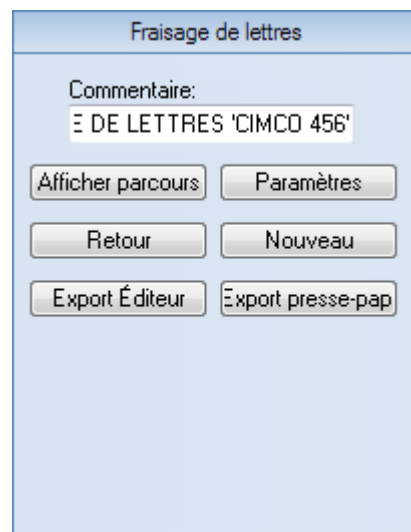 Fraisage de lettres
Commentaire:
E DE LETTRES 'CIMCO 456'
Afficher parcours Paramètres
Retour Nouveau
Export Éditeur Export presse-pap